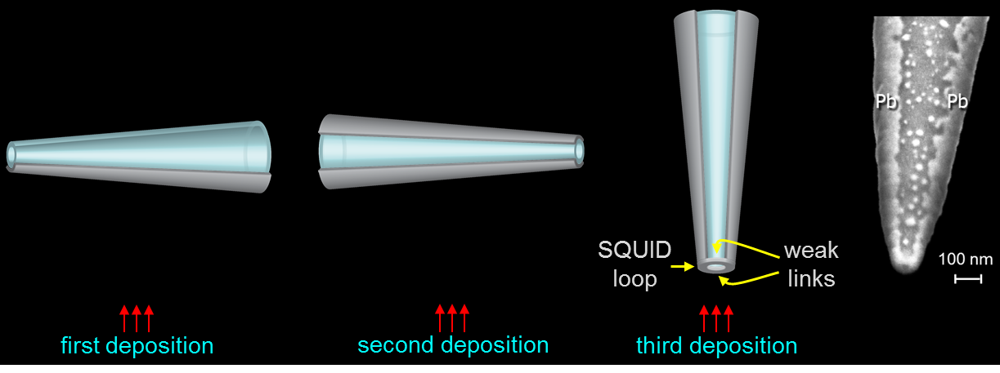 Pb
Pb
SQUID
loop
weak
links
100 nm
first deposition
second deposition
third deposition